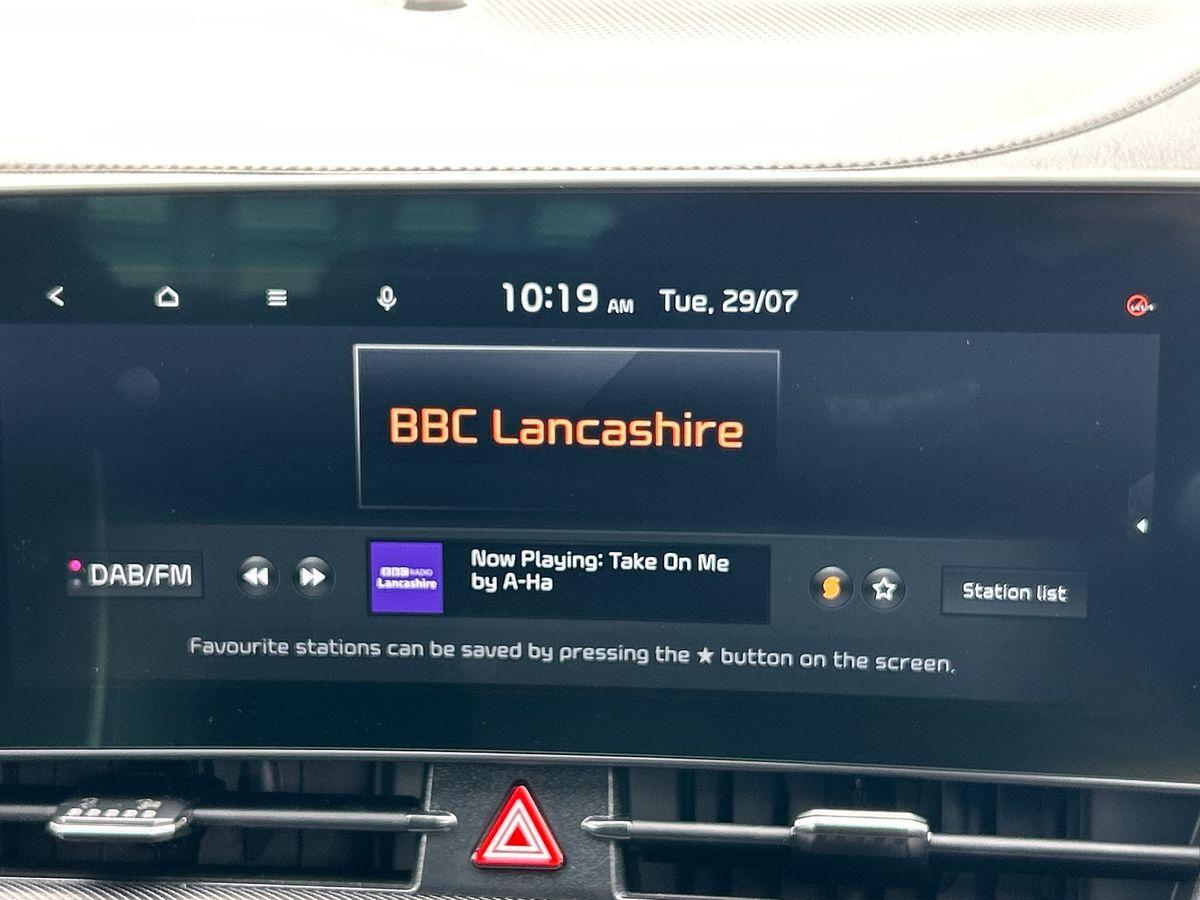 10:19 AM Tue, 29/07
BBC Lancashire
DAB/FM
BBC RADIO
Lancashire
Now Playing: Take On Me
by A-Ha
Station list
Favourite stations can be saved by pressing the ★ button on the screen.